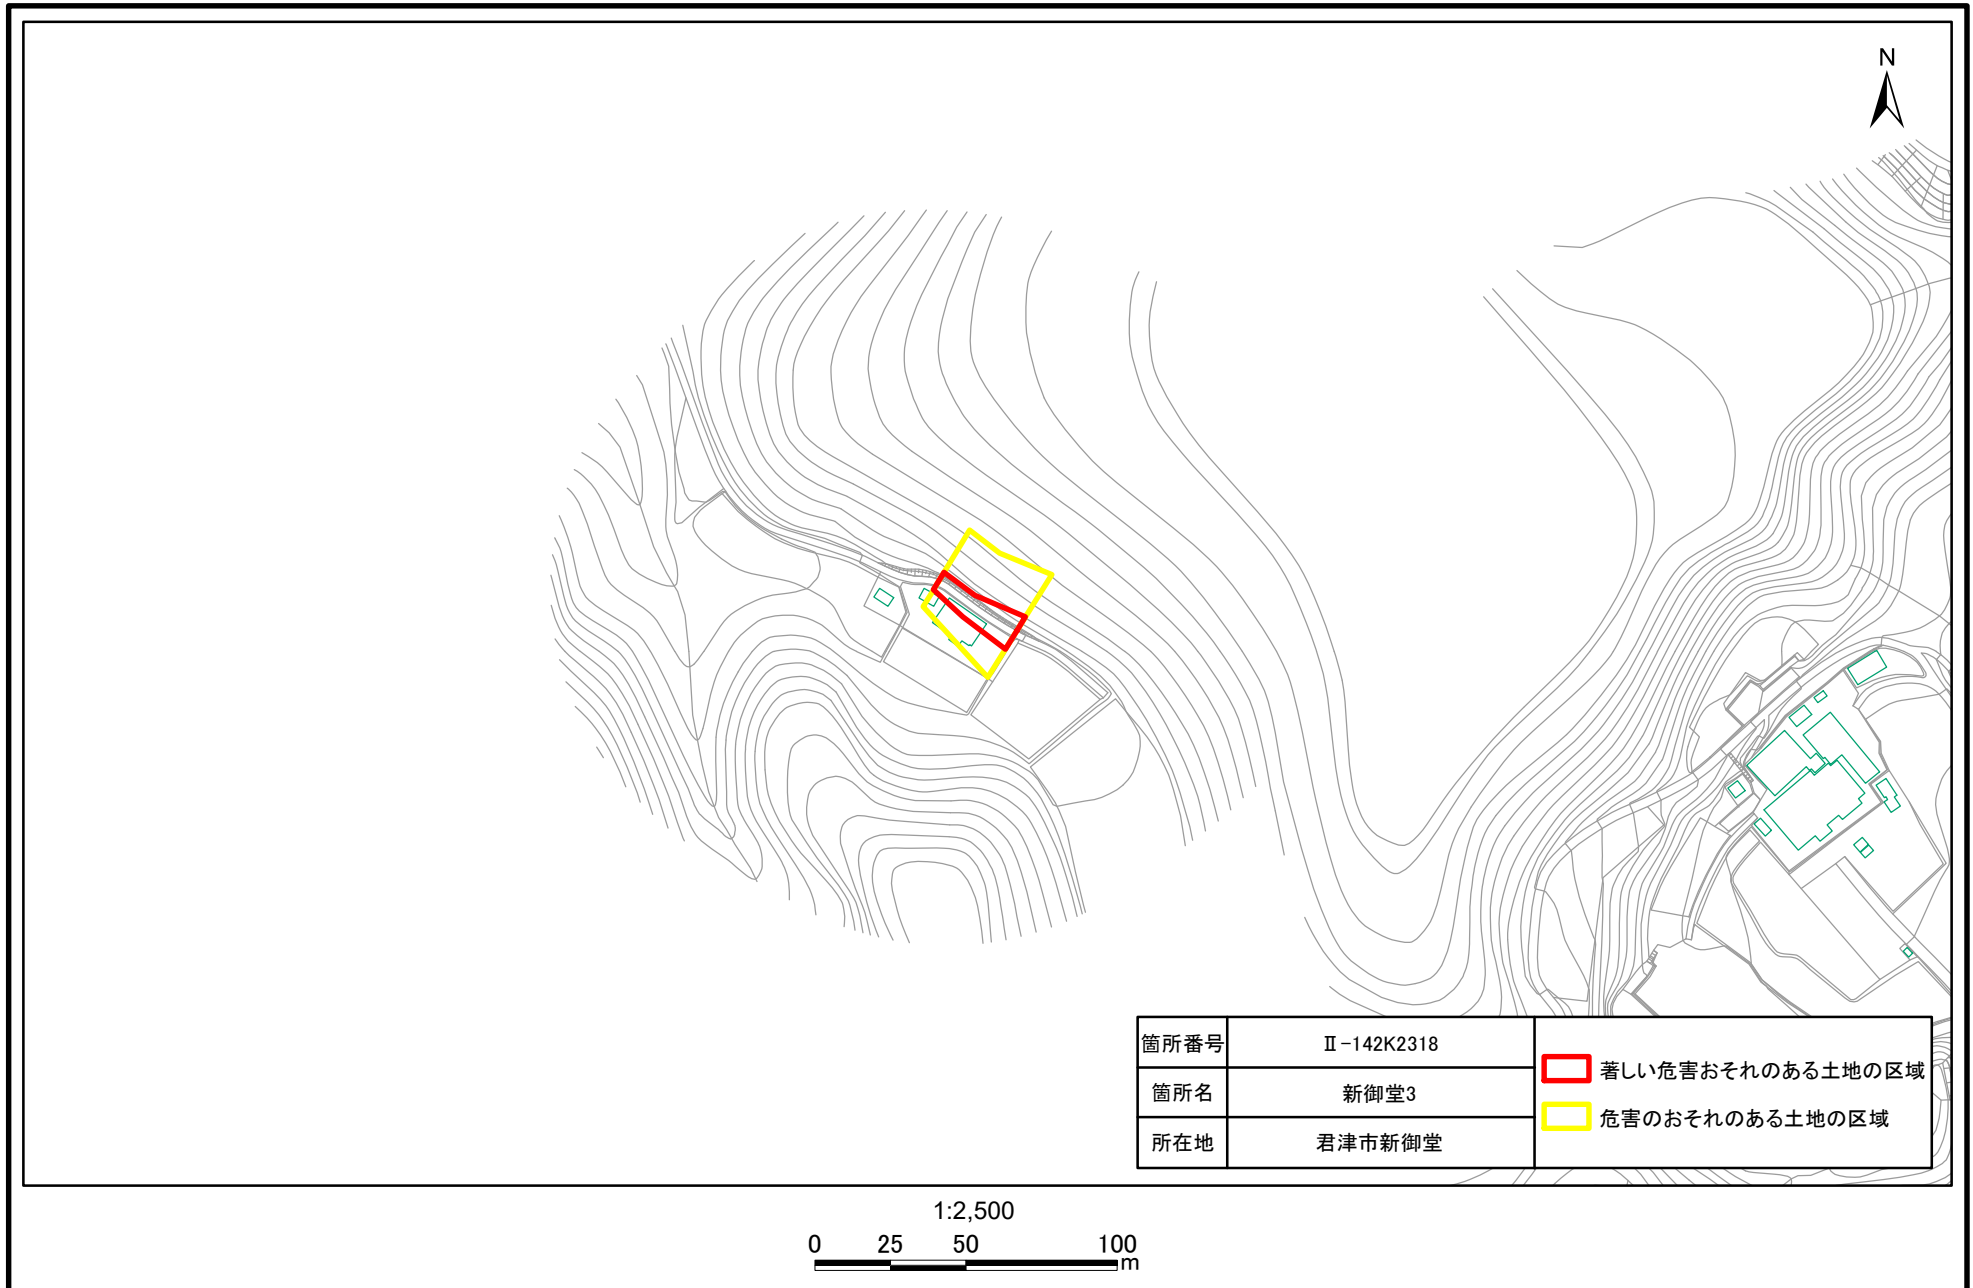 N
箇所番号 Ⅱ-142K2318
箇所名 新御堂3
所在地 君津市新御堂
著しい危害おそれのある土地の区域
危害のおそれのある土地の区域
1:2,500
0 25 50 100
m